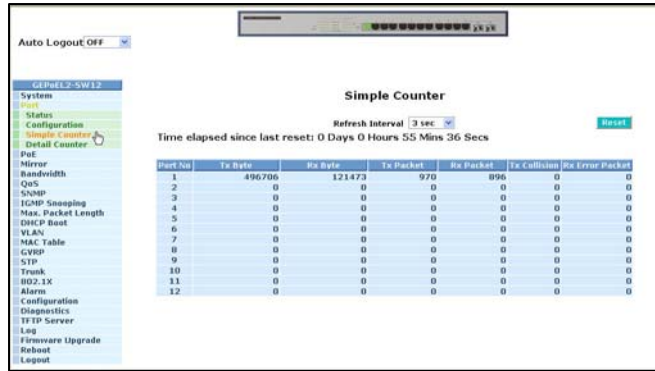 Auto Logout OFF
GEPoEL2-SW12
System
Port
Status
Configuration
Simple Counter
Detail Counter
PoE
Mirror
Bandwidth
QoS
SNMP
IGMP Snooping
Max. Packet Length
DHCP Boot
VLAN
MAC Table
GVRP
STP
Trunk
802.1X
Alarm
Configuration
Diagnostics
TFTP Server
Log
Firmware Upgrade
Reboot
Logout
Simple Counter
Refresh Interval 3 sec
Reset
Time elapsed since last reset: 0 Days 0 Hours 55 Mins 36 Secs
Port No Tx Byte Rx Byte Tx Packet Rx Packet Tx Collision Rx Error Packet
1 496706 121473 970 896 0 0
2 0 0 0 0 0 0
3 0 0 0 0 0 0
4 0 0 0 0 0 0
5 0 0 0 0 0 0
6 0 0 0 0 0 0
7 0 0 0 0 0 0
8 0 0 0 0 0 0
9 0 0 0 0 0 0
10 0 0 0 0 0 0
11 0 0 0 0 0 0
12 0 0 0 0 0 0